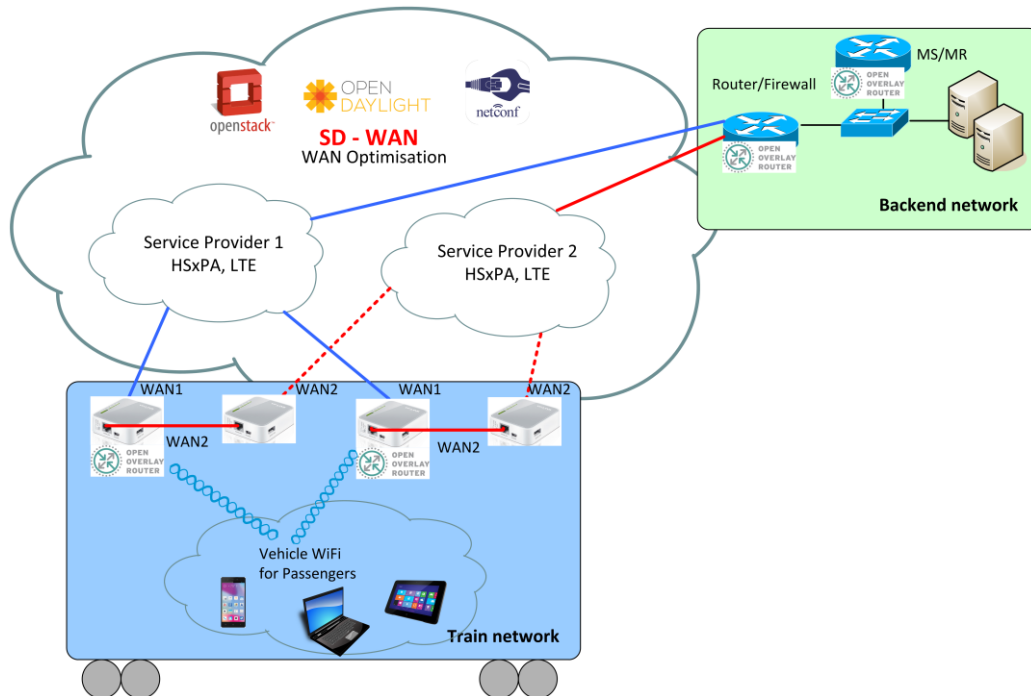 openstack™
OPEN
DAYLIGHT
netconf
SD - WAN
WAN Optimisation
MS/MR
OPEN
OVERLAY
ROUTER
Router/Firewall
OPEN
OVERLAY
ROUTER
Backend network
Service Provider 1
HSxPA, LTE
Service Provider 2
HSxPA, LTE
WAN1
WAN2
WAN1
WAN2
WAN2
WAN2
OPEN
OVERLAY
ROUTER
OPEN
OVERLAY
ROUTER
Vehicle WiFi
for Passengers
Train network